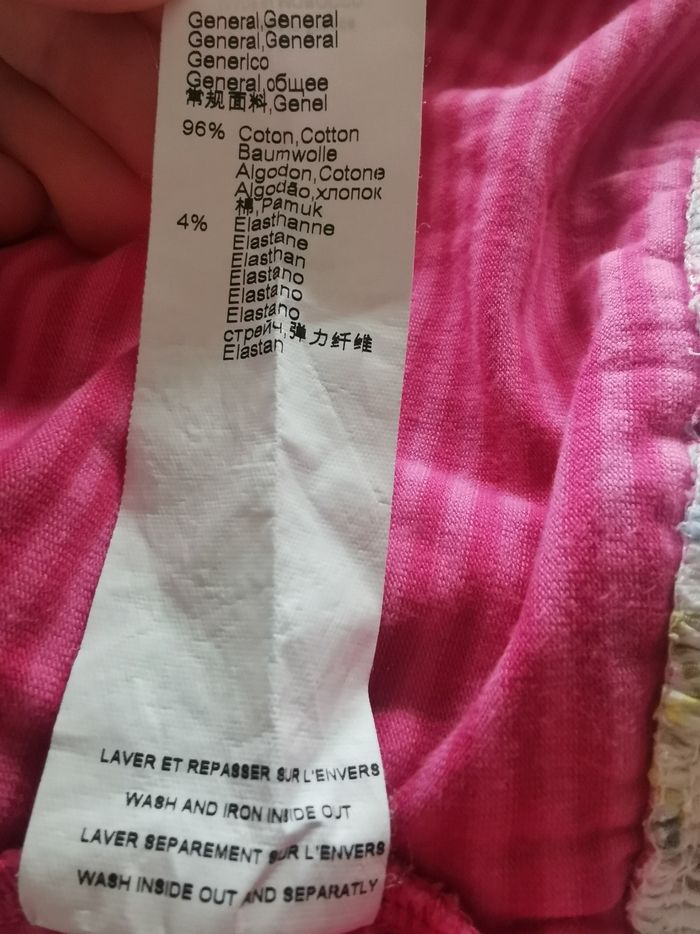 General,General
General,General
Generico
General,общее
常规面料,Genel
96% Coton,Cotton
Baumwolle
Algodon,Cotone
Algodão,хлопок
棉,Pamuk
4% Elasthanne
Elastane
Elasthan
Elastano
Elastano
Elastano
стрейч,弹力纤维
Elastan
LAVER ET REPASSER SUR L'ENVERS
WASH AND IRON INSIDE OUT
LAVER SEPAREMENT SUR L'ENVERS
WASH INSIDE OUT AND SEPARATLY